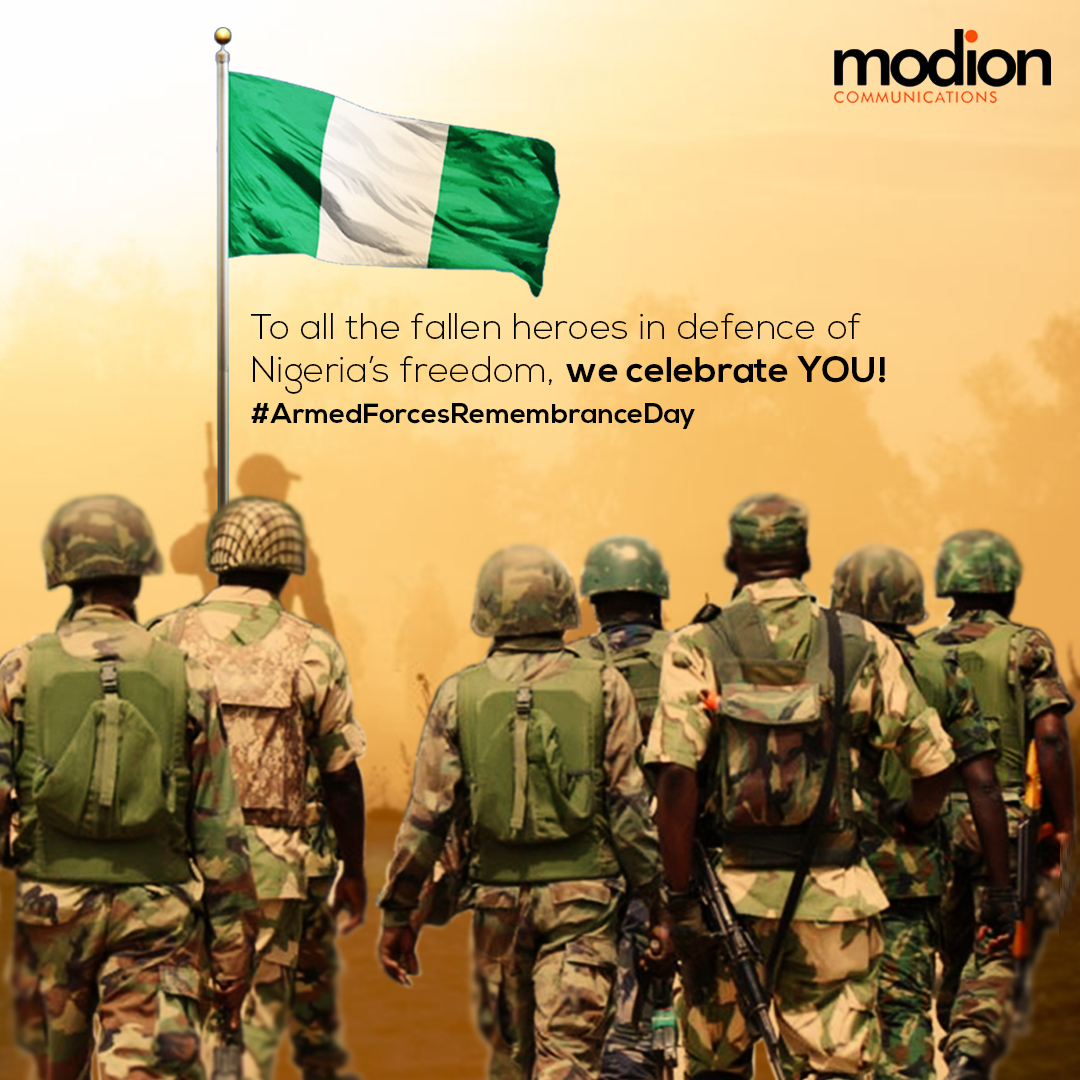 modion
COMMUNICATIONS
To all the fallen heroes in defence of
Nigeria's freedom, we celebrate YOU!
#ArmedForcesRemembranceDay